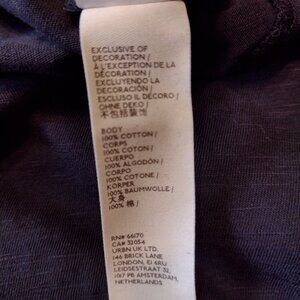 EXCLUSIVE OF
DECORATION /
À L'EXCEPTION DE LA
DÉCORATION /
EXCLUYENDO LA
DECORACIÓN /
ESCLUSO IL DECORO /
OHNE DEKO /
不包括装饰
BODY
100% COTTON /
CORPS
100% COTON /
CUERPO
100% ALGODÓN /
CORPO
100% COTONE /
KÖRPER
100% BAUMWOLLE /
大身
100% 棉 /
RN# 66170
CA# 32054
URBN UK LTD.
146 BRICK LANE
LONDON, E1 6RU
LEIDSESTRAAT 32,
1017 PB AMSTERDAM,
NETHERLANDS